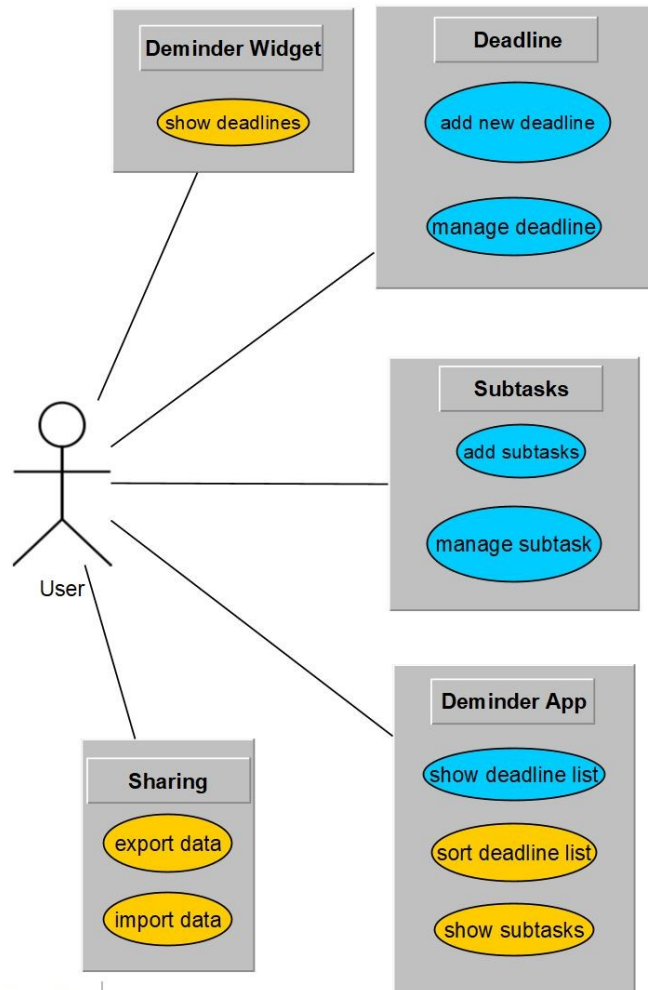 Deminder Widget
show deadlines
Deadline
add new deadline
manage deadline
Subtasks
add subtasks
manage subtask
User
Deminder App
show deadline list
sort deadline list
show subtasks
Sharing
export data
import data